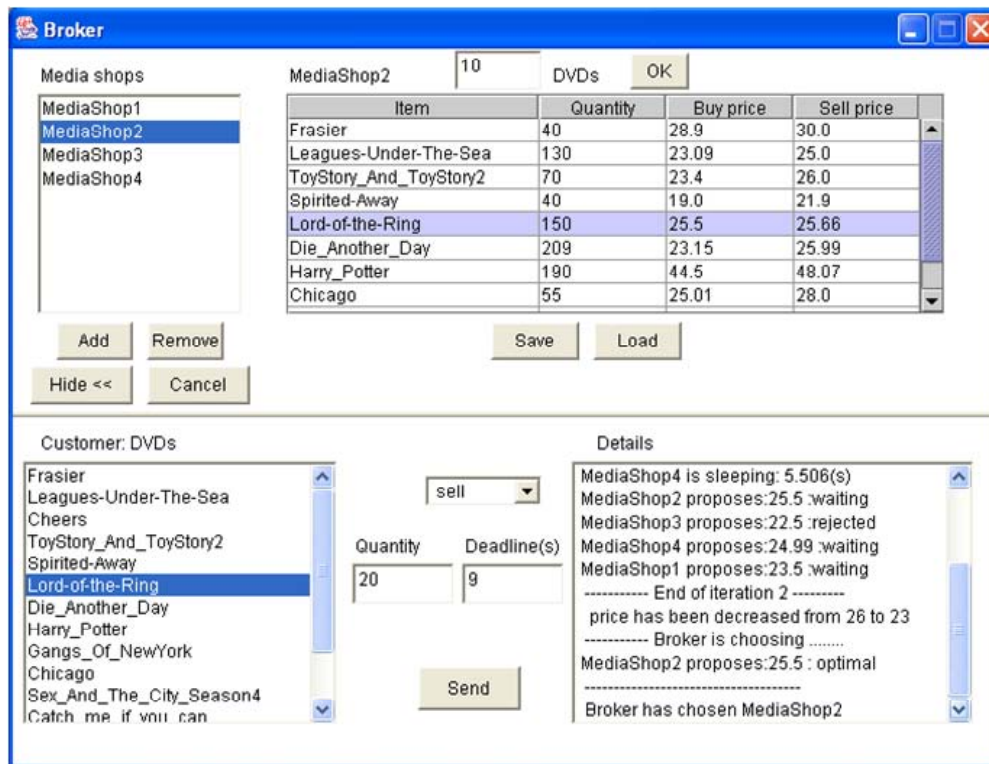 Broker
Media shops
MediaShop2 10 DVDs OK
MediaShop1
MediaShop2
MediaShop3
MediaShop4
Item Quantity Buy price Sell price
Frasier 40 28.9 30.0
Leagues-Under-The-Sea 130 23.09 25.0
ToyStory_And_ToyStory2 70 23.4 26.0
Spirited-Away 40 19.0 21.9
Lord-of-the-Ring 150 25.5 25.66
Die_Another_Day 209 23.15 25.99
Harry_Potter 190 44.5 48.07
Chicago 55 25.01 28.0
Add Remove
Save Load
Hide << Cancel
Customer: DVDs
Frasier
Leagues-Under-The-Sea
Cheers
ToyStory_And_ToyStory2
Spirited-Away
Lord-of-the-Ring
Die_Another_Day
Harry_Potter
Gangs_Of_NewYork
Chicago
Sex_And_The_City_Season4
Catch_me_if_you_can
sell
Quantity Deadline(s)
20 9
Send
Details
MediaShop4 is sleeping: 5.506(s)
MediaShop2 proposes:25.5 :waiting
MediaShop3 proposes:22.5 :rejected
MediaShop4 proposes:24.99 :waiting
MediaShop1 proposes:23.5 :waiting
----------- End of iteration 2 ---------
price has been decreased from 26 to 23
----------- Broker is choosing ........
MediaShop2 proposes:25.5 : optimal
-------------------------------------
Broker has chosen MediaShop2